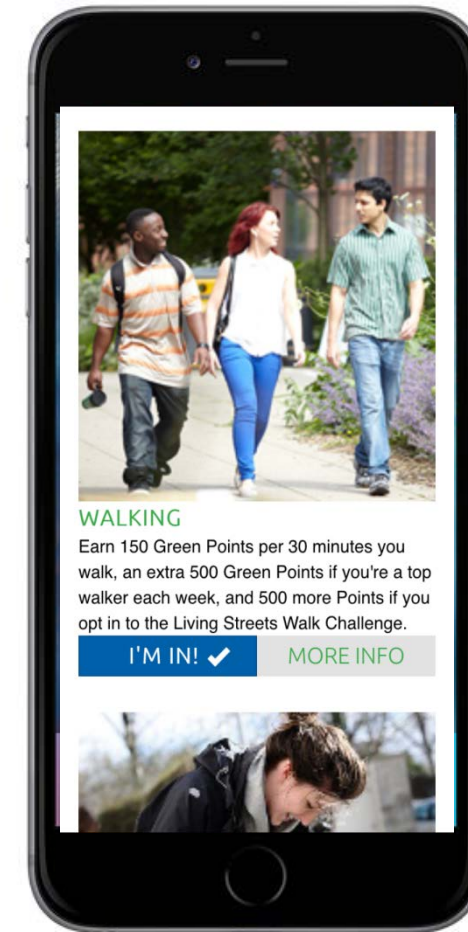 WALKING
Earn 150 Green Points per 30 minutes you
walk, an extra 500 Green Points if you're a top
walker each week, and 500 more Points if you
opt in to the Living Streets Walk Challenge.
I'M IN! ✔ MORE INFO